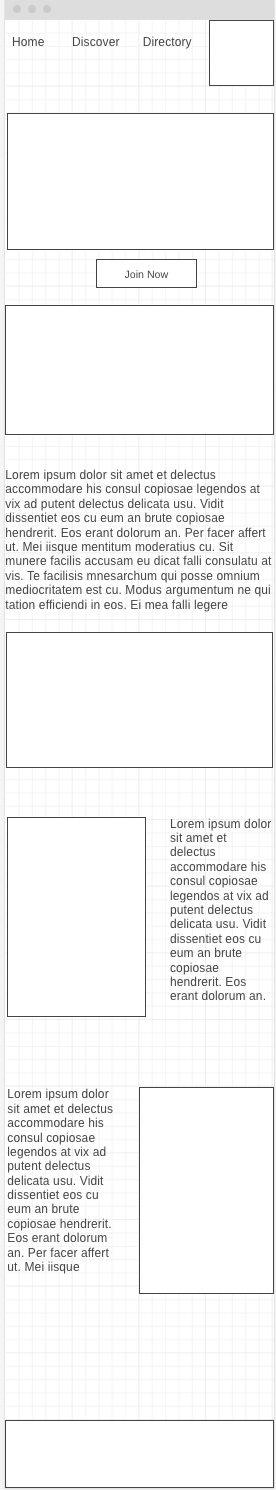 Home Discover Directory
Join Now
Lorem ipsum dolor sit amet et delectus
accommodare his consul copiosae legendos at
vix ad putent delectus delicata usu. Vidit
dissentiet eos cu eum an brute copiosae
hendrerit. Eos erant dolorum an. Per facer affert
ut. Mei iisque mentitum moderatius cu. Sit
munere facilis accusam eu dicat falli consulatu at
vis. Te facilisis mnesarchum qui posse omnium
mediocritatem est cu. Modus argumentum ne qui
tation efficiendi in eos. Ei mea falli legere
Lorem ipsum dolor
sit amet et
delectus
accommodare his
consul copiosae
legendos at vix ad
putent delectus
delicata usu. Vidit
dissentiet eos cu
eum an brute
copiosae
hendrerit. Eos
erant dolorum an.
Lorem ipsum dolor
sit amet et delectus
accommodare his
consul copiosae
legendos at vix ad
putent delectus
delicata usu. Vidit
dissentiet eos cu
eum an brute
copiosae hendrerit.
Eos erant dolorum
an. Per facer affert
ut. Mei iisque